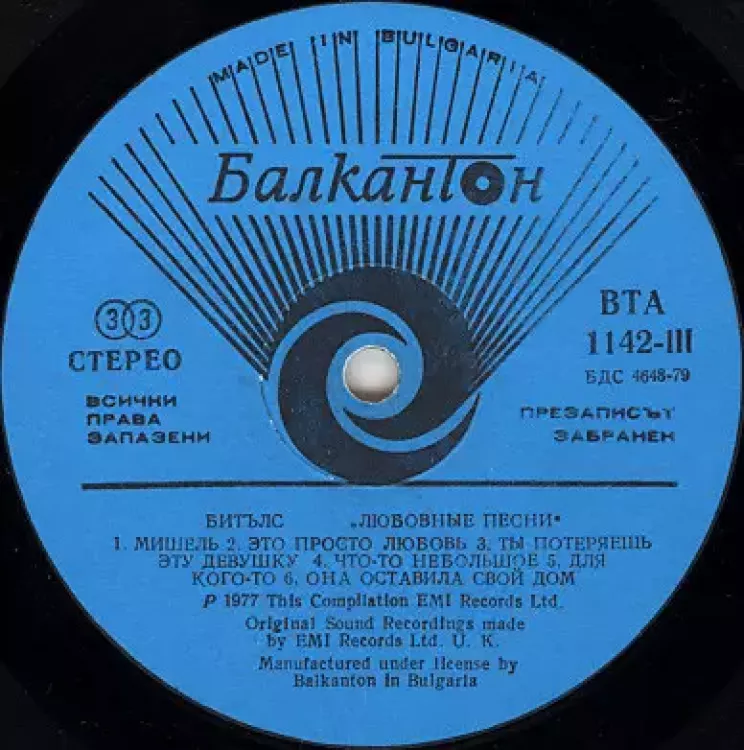 MADE IN BULGARIA
Балкантон
33
СТЕРЕО
ВСИЧКИ
ПРАВА
ЗАПАЗЕНИ
ВТА
1142-III
БДС 4648-79
ПРЕЗАПИСЪТ
ЗАБРАНЕН
БИТЪЛС „ЛЮБОВНЫЕ ПЕСНИ"
1. МИШЕЛЬ 2. ЭТО ПРОСТО ЛЮБОВЬ 3. ТЫ ПОТЕРЯЕШЬ
ЭТУ ДЕВУШКУ 4. ЧТО-ТО НЕБОЛЬШОЕ 5. ДЛЯ
КОГО-ТО 6. ОНА ОСТАВИЛА СВОЙ ДОМ
P 1977 This Compilation EMI Records Ltd.
Original Sound Recordings made
by EMI Records Ltd. U. K.
Manufactured under license by
Balkanton in Bulgaria